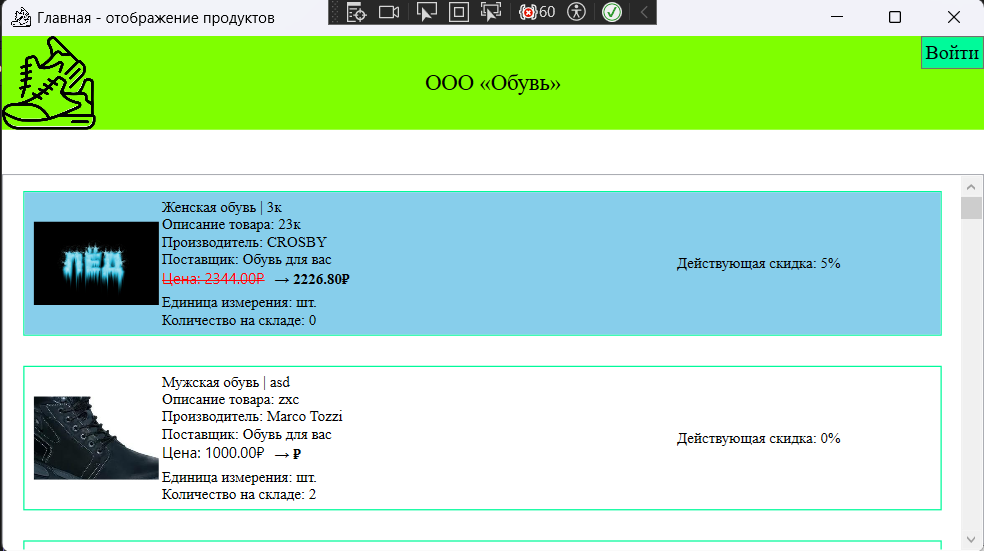 Главная - отображение продуктов
60
Войти
ООО «Обувь»
Женская обувь | 3к
Описание товара: 23к
Производитель: CROSBY
Поставщик: Обувь для вас
Цена: 2344.00₽ → 2226.80₽
Единица измерения: шт.
Количество на складе: 0
Действующая скидка: 5%
ЛЁД
Мужская обувь | asd
Описание товара: zxc
Производитель: Marco Tozzi
Поставщик: Обувь для вас
Цена: 1000.00₽ → ₽
Единица измерения: шт.
Количество на складе: 2
Действующая скидка: 0%